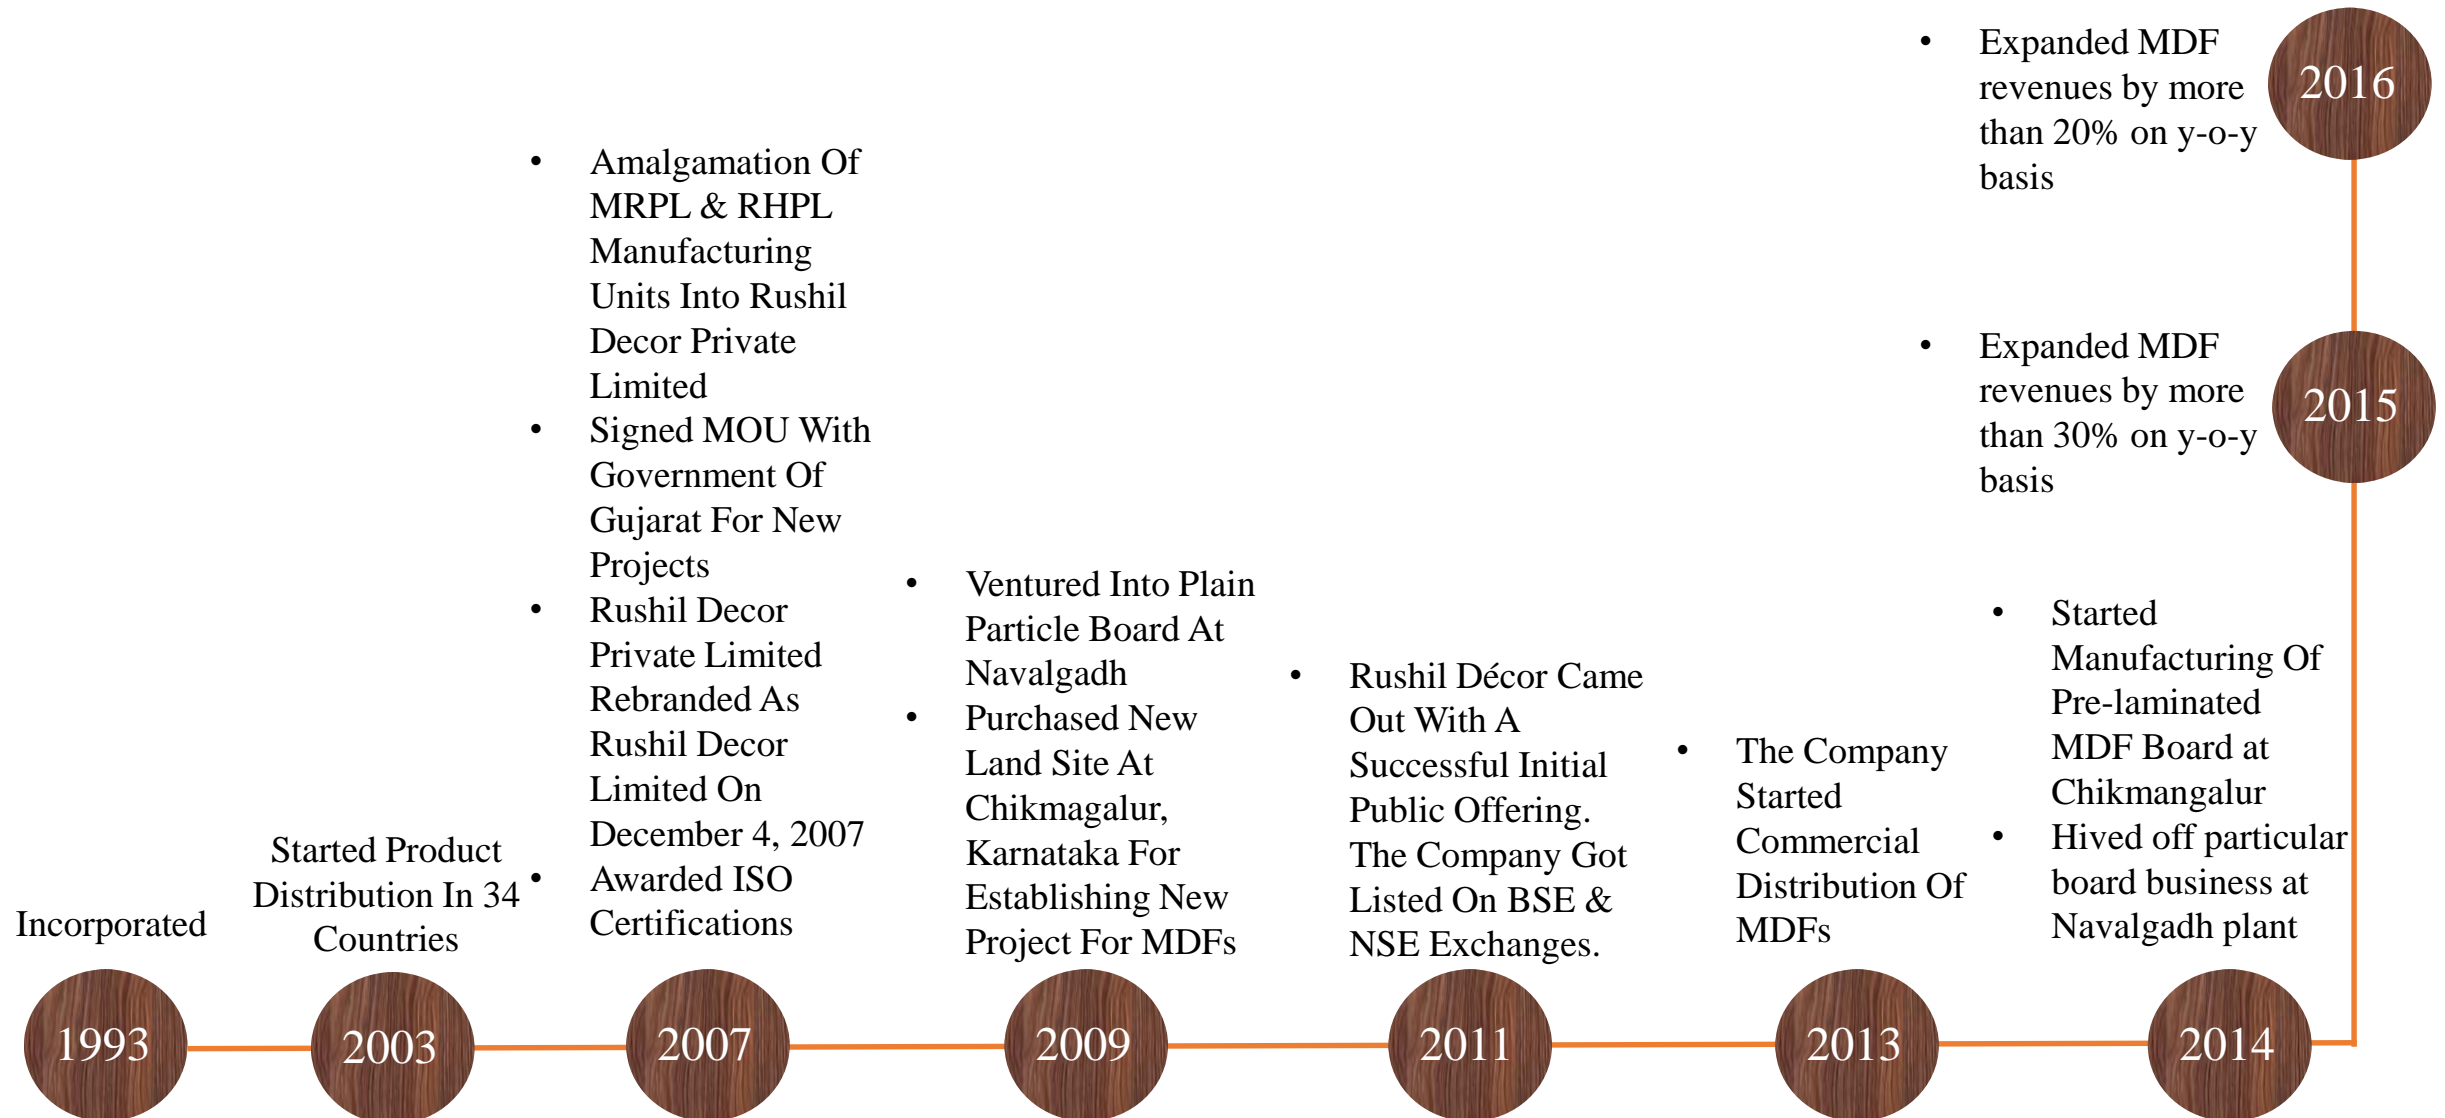 Incorporated
1993
Started Product
Distribution In 34
Countries
2003
• Amalgamation Of
MRPL & RHPL
Manufacturing
Units Into Rushil
Decor Private
Limited
• Signed MOU With
Government Of
Gujarat For New
Projects
• Rushil Decor
Private Limited
Rebranded As
Rushil Decor
Limited On
December 4, 2007
• Awarded ISO
Certifications
2007
• Ventured Into Plain
Particle Board At
Navalgadh
• Purchased New
Land Site At
Chikmagalur,
Karnataka For
Establishing New
Project For MDFs
2009
• Rushil Décor Came
Out With A
Successful Initial
Public Offering.
The Company Got
Listed On BSE &
NSE Exchanges.
2011
• The Company
Started
Commercial
Distribution Of
MDFs
2013
• Started
Manufacturing Of
Pre-laminated
MDF Board at
Chikmangalur
• Hived off particular
board business at
Navalgadh plant
2014
• Expanded MDF
revenues by more
than 30% on y-o-y
basis
2015
• Expanded MDF
revenues by more
than 20% on y-o-y
basis
2016